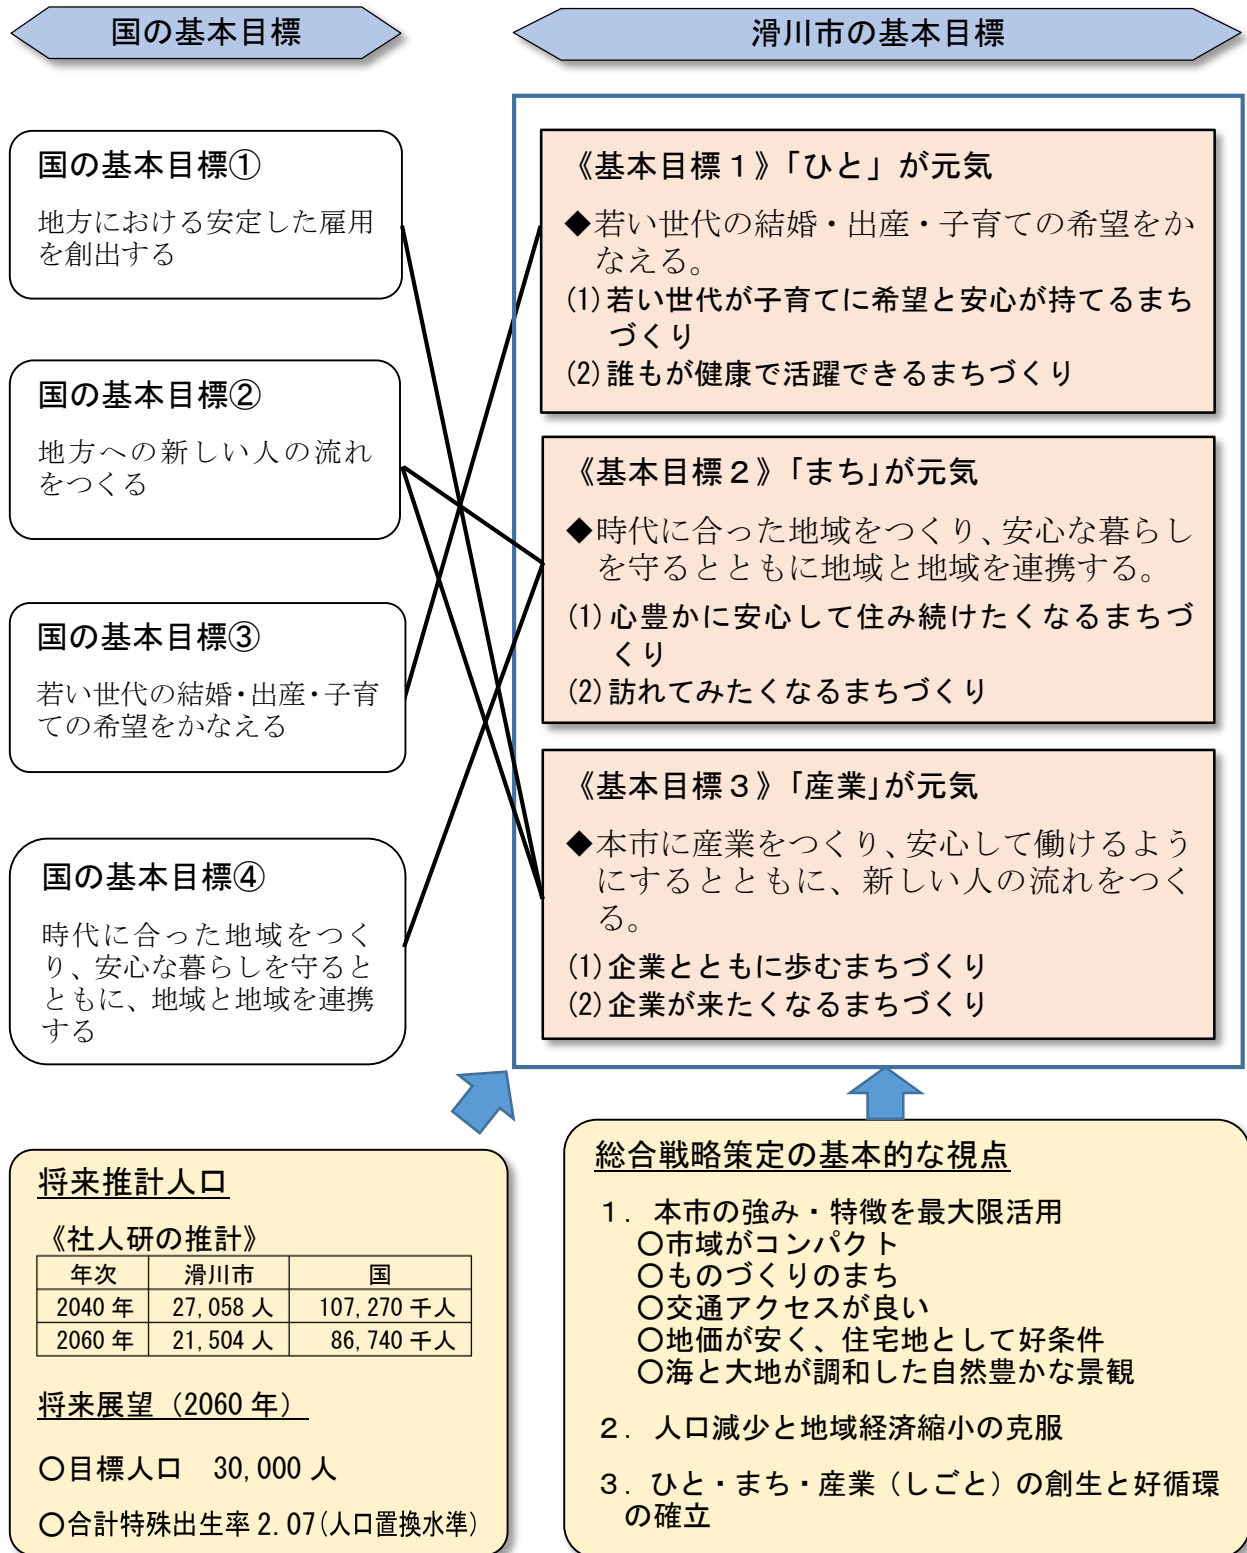 国の基本目標
滑川市の基本目標
国の基本目標①
地方における安定した雇用
を創出する
国の基本目標②
地方への新しい人の流れ
をつくる
国の基本目標③
若い世代の結婚・出産・子育
ての希望をかなえる
国の基本目標④
時代に合った地域をつく
り、安心な暮らしを守ると
ともに、地域と地域を連携
する
《基本目標１》「ひと」が元気
◆若い世代の結婚・出産・子育ての希望をか
なえる。
(1)若い世代が子育てに希望と安心が持てるまち
づくり
(2)誰もが健康で活躍できるまちづくり
《基本目標２》「まち」が元気
◆時代に合った地域をつくり、安心な暮らし
を守るとともに地域と地域を連携する。
(1)心豊かに安心して住み続けたくなるまちづ
くり
(2)訪れてみたくなるまちづくり
《基本目標３》「産業」が元気
◆本市に産業をつくり、安心して働けるよう
にするとともに、新しい人の流れをつく
る。
(1)企業とともに歩むまちづくり
(2)企業が来たくなるまちづくり
将来推計人口
《社人研の推計》
年次 滑川市 国
2040年 27,058人 107,270千人
2060年 21,504人 86,740千人
将来展望（2060年）
○目標人口　30,000人
○合計特殊出生率2.07(人口置換水準)
総合戦略策定の基本的な視点
１．本市の強み・特徴を最大限活用
○市域がコンパクト
○ものづくりのまち
○交通アクセスが良い
○地価が安く、住宅地として好条件
○海と大地が調和した自然豊かな景観
２．人口減少と地域経済縮小の克服
３．ひと・まち・産業（しごと）の創生と好循環
の確立